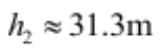 h₂ ≈ 31.3m